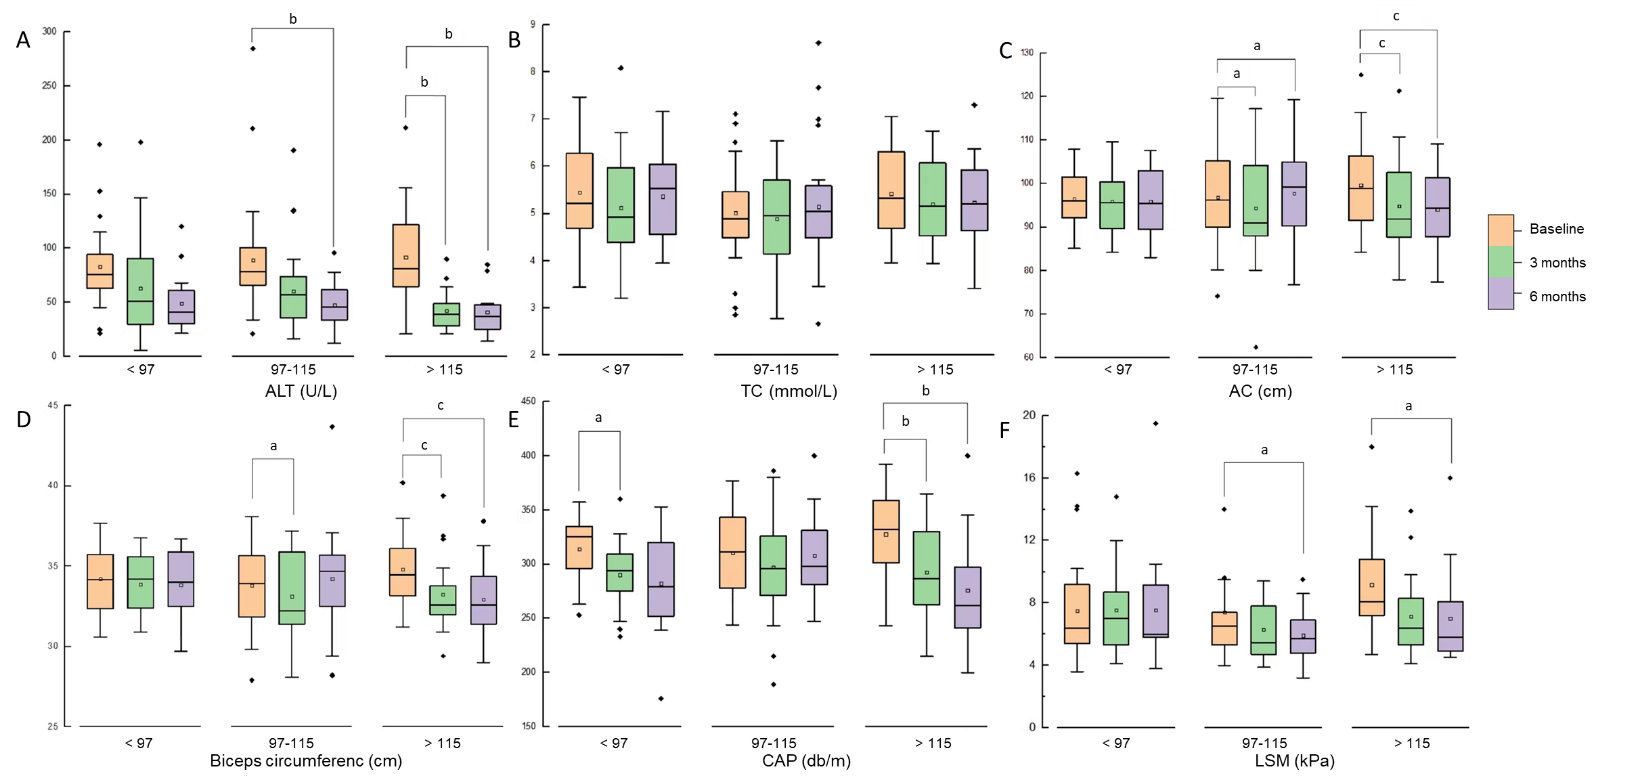 A
300
250
200
150
100
50
0
b
b
b
< 97
97-115
> 115
ALT (U/L)
B
9
8
7
6
5
4
3
2
< 97
97-115
> 115
TC (mmol/L)
C
130
120
110
100
90
80
70
60
a
a
c
c
< 97
97-115
> 115
AC (cm)
Baseline
3 months
6 months
D
45
40
35
30
25
a
c
c
< 97
97-115
> 115
Biceps circumferenc (cm)
E
450
400
350
300
250
200
150
a
b
b
< 97
97-115
> 115
CAP (db/m)
F
20
16
12
8
4
0
a
a
< 97
97-115
> 115
LSM (kPa)